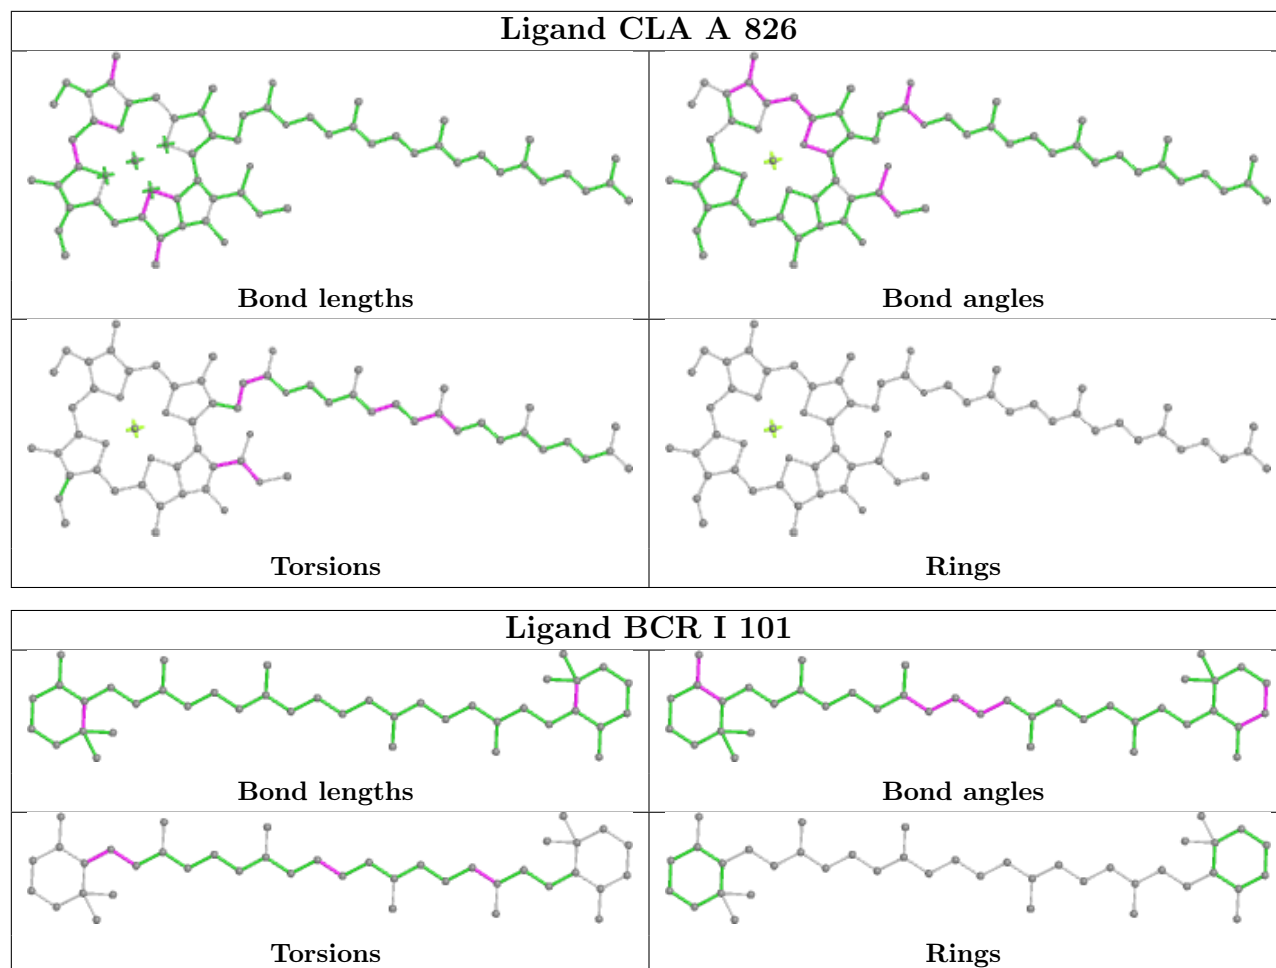 Ligand CLA A 826
Bond lengths
Bond angles
Torsions
Rings
Ligand BCR I 101
Bond lengths
Bond angles
Torsions
Rings